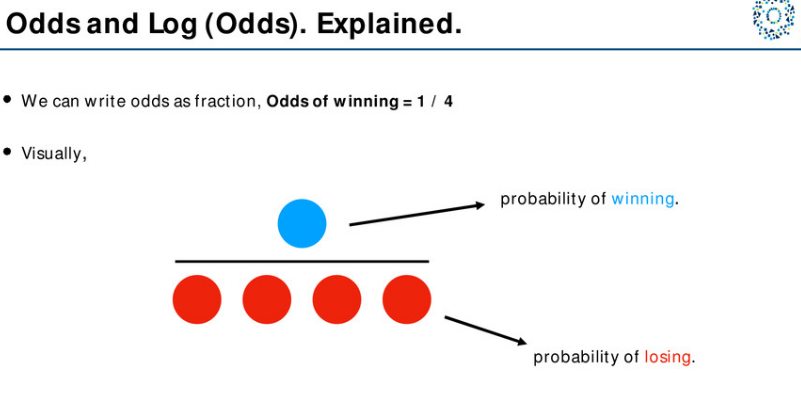 Odds and Log (Odds). Explained.
We can write odds as fraction, Odds of winning = 1 / 4
Visually,
probability of winning.
probability of losing.